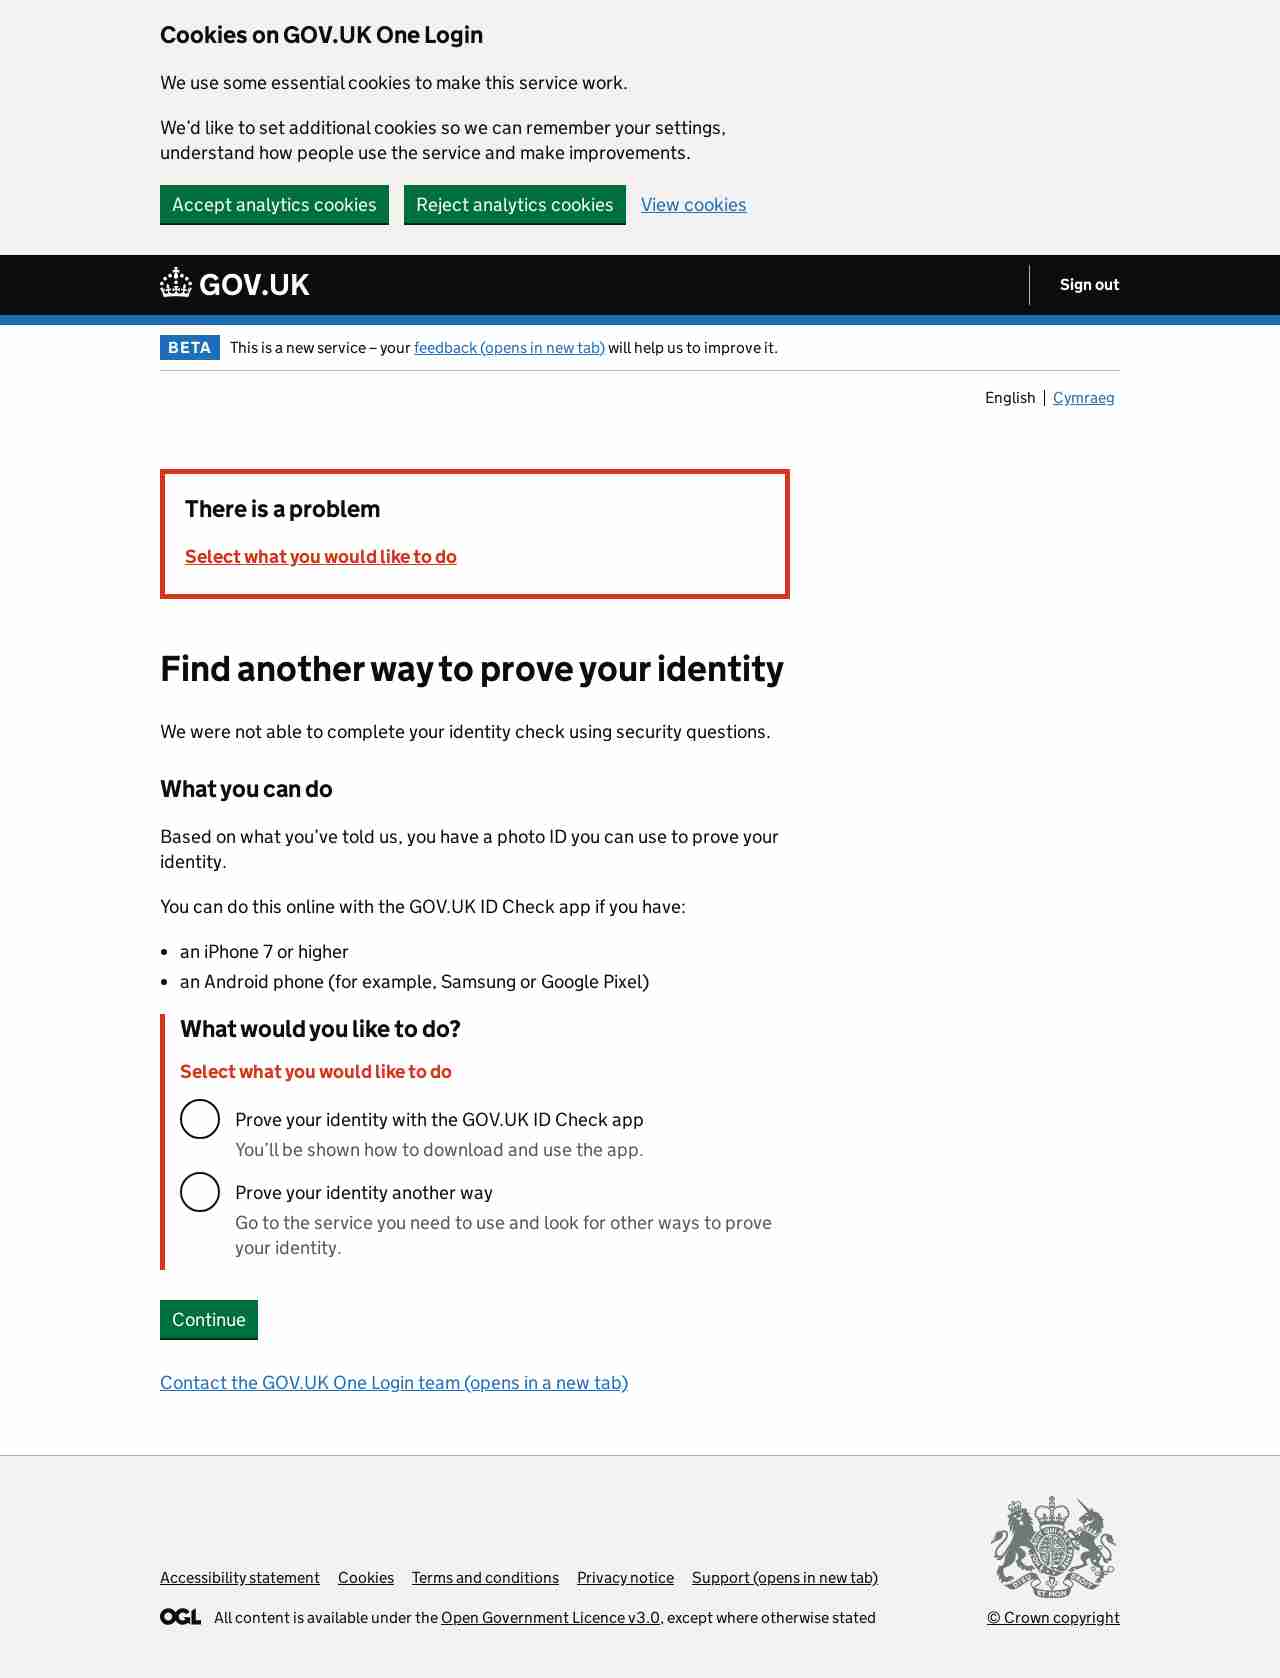 Cookies on GOV.UK One Login
We use some essential cookies to make this service work.
We'd like to set additional cookies so we can remember your settings,
understand how people use the service and make improvements.
Accept analytics cookies Reject analytics cookies View cookies
GOV.UK Sign out
BETA This is a new service – your feedback (opens in new tab) will help us to improve it.
English Cymraeg
There is a problem
Select what you would like to do
Find another way to prove your identity
We were not able to complete your identity check using security questions.
What you can do
Based on what you've told us, you have a photo ID you can use to prove your
identity.
You can do this online with the GOV.UK ID Check app if you have:
• an iPhone 7 or higher
• an Android phone (for example, Samsung or Google Pixel)
What would you like to do?
Select what you would like to do
Prove your identity with the GOV.UK ID Check app
You'll be shown how to download and use the app.
Prove your identity another way
Go to the service you need to use and look for other ways to prove
your identity.
Continue
Contact the GOV.UK One Login team (opens in a new tab)
Accessibility statement Cookies Terms and conditions Privacy notice Support (opens in new tab)
OGL All content is available under the Open Government Licence v3.0, except where otherwise stated
© Crown copyright